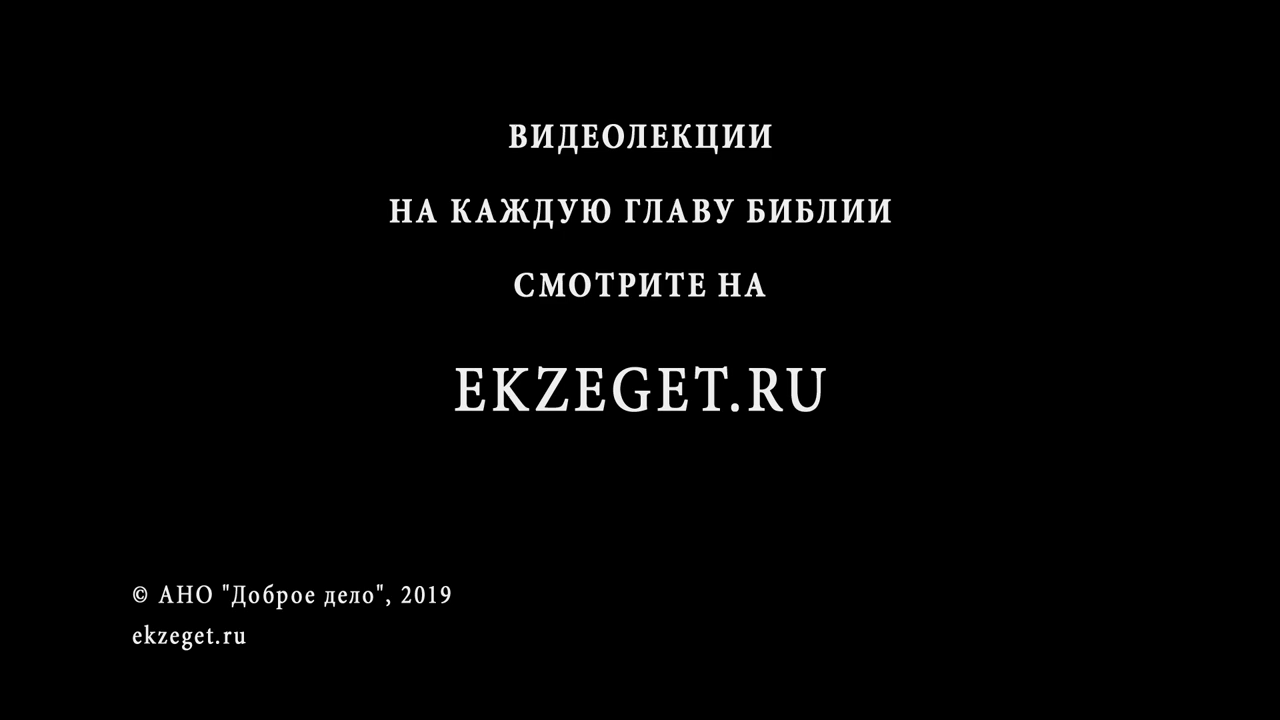 ВИДЕОЛЕКЦИИ
НА КАЖДУЮ ГЛАВУ БИБЛИИ
СМОТРИТЕ НА
EKZEGET.RU
© АНО "Доброе дело", 2019
ekzeget.ru